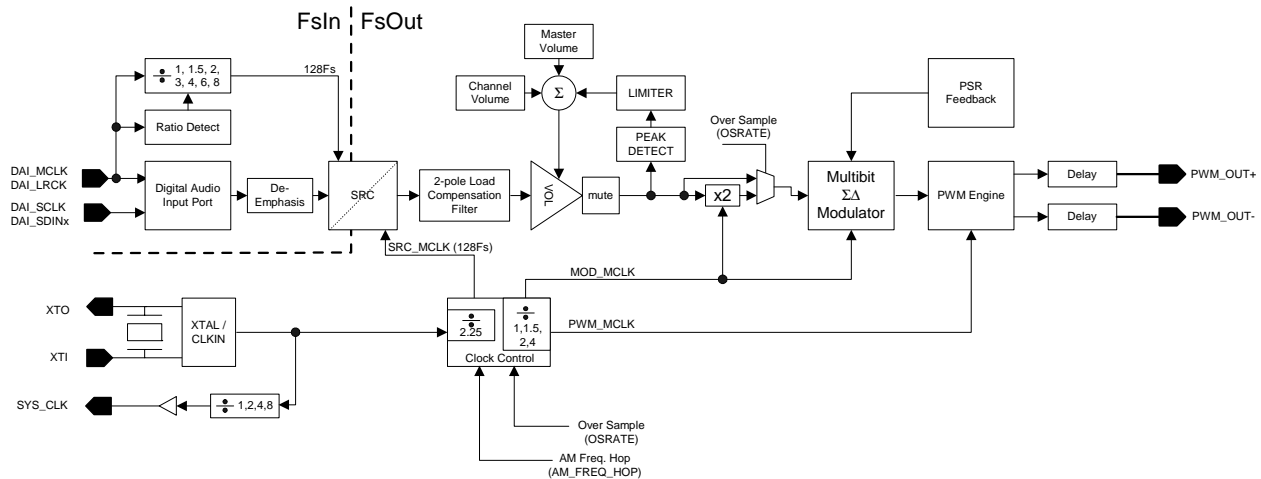 FsIn FsOut
Master
Volume
Channel
Volume
Σ
LIMITER
PEAK
DETECT
÷ 1, 1.5, 2,
3, 4, 6, 8
128Fs
Ratio Detect
DAI_MCLK
DAI_LRCK
DAI_SCLK
DAI_SDINx
Digital Audio
Input Port
De-
Emphasis
SRC
2-pole Load
Compensation
Filter
VOL
mute
x2
Over Sample
(OSRATE)
PSR
Feedback
Multibit
ΣΔ
Modulator
PWM Engine
Delay
PWM_OUT+
Delay
PWM_OUT-
SRC_MCLK (128Fs)
MOD_MCLK
PWM_MCLK
XTO
XTI
XTAL /
CLKIN
÷
2.25
÷
1,1.5,
2,4
Clock Control
SYS_CLK
÷ 1,2,4,8
Over Sample
(OSRATE)
AM Freq. Hop
(AM_FREQ_HOP)